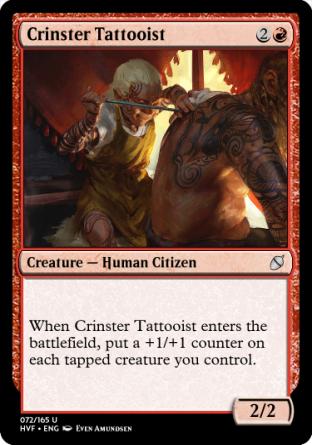 Crinster Tattooist 2
Creature — Human Citizen
When Crinster Tattooist enters the
battlefield, put a +1/+1 counter on
each tapped creature you control.
2/2
072/165 U
HVF • ENG Even Amundsen